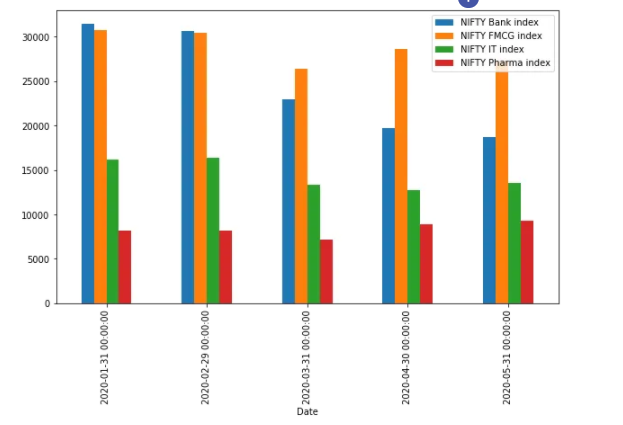 NIFTY Bank index
NIFTY FMCG index
NIFTY IT index
NIFTY Pharma index
30000
25000
20000
15000
10000
5000
0
2020-01-31 00:00:00
2020-02-29 00:00:00
2020-03-31 00:00:00
2020-04-30 00:00:00
2020-05-31 00:00:00
Date